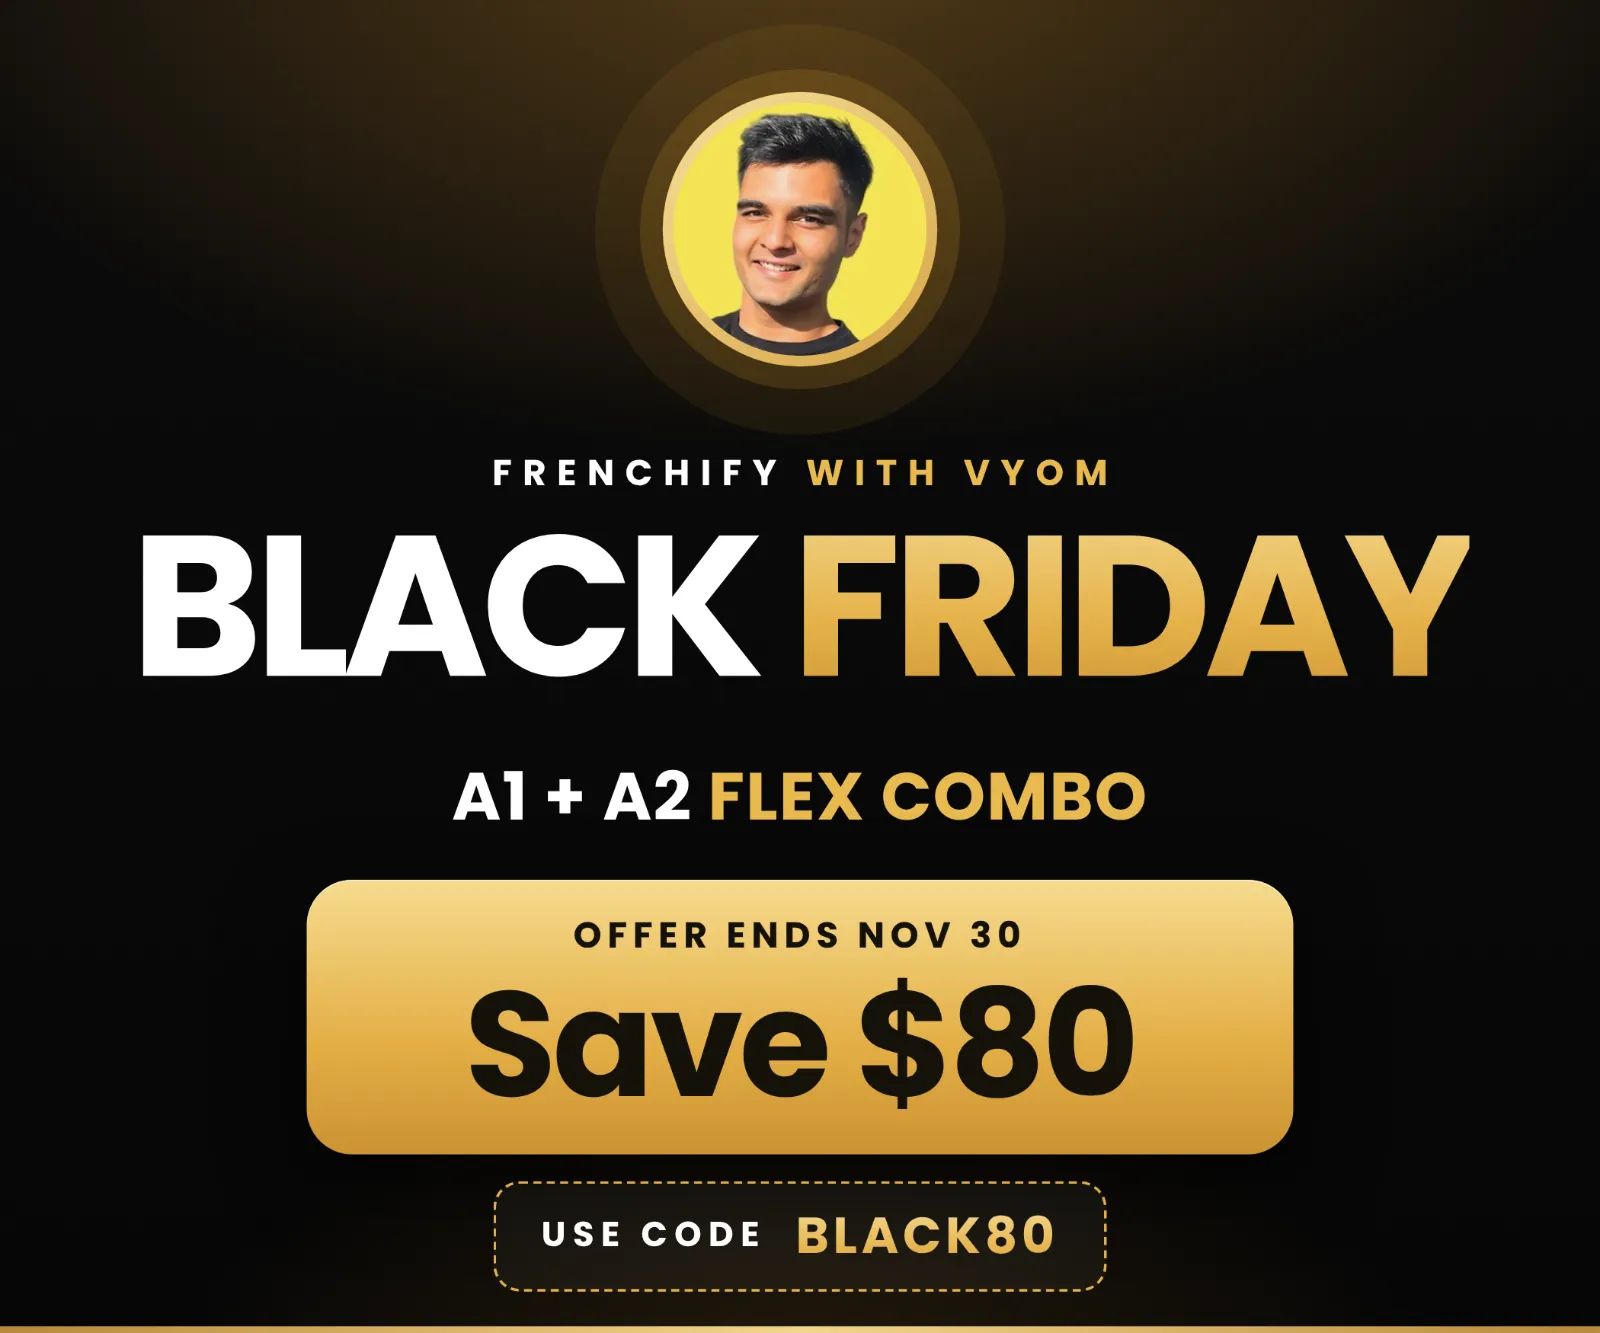 FRENCHIFY WITH VYOM
BLACK FRIDAY
A1 + A2 FLEX COMBO
OFFER ENDS NOV 30
Save $80
USE CODE BLACK80